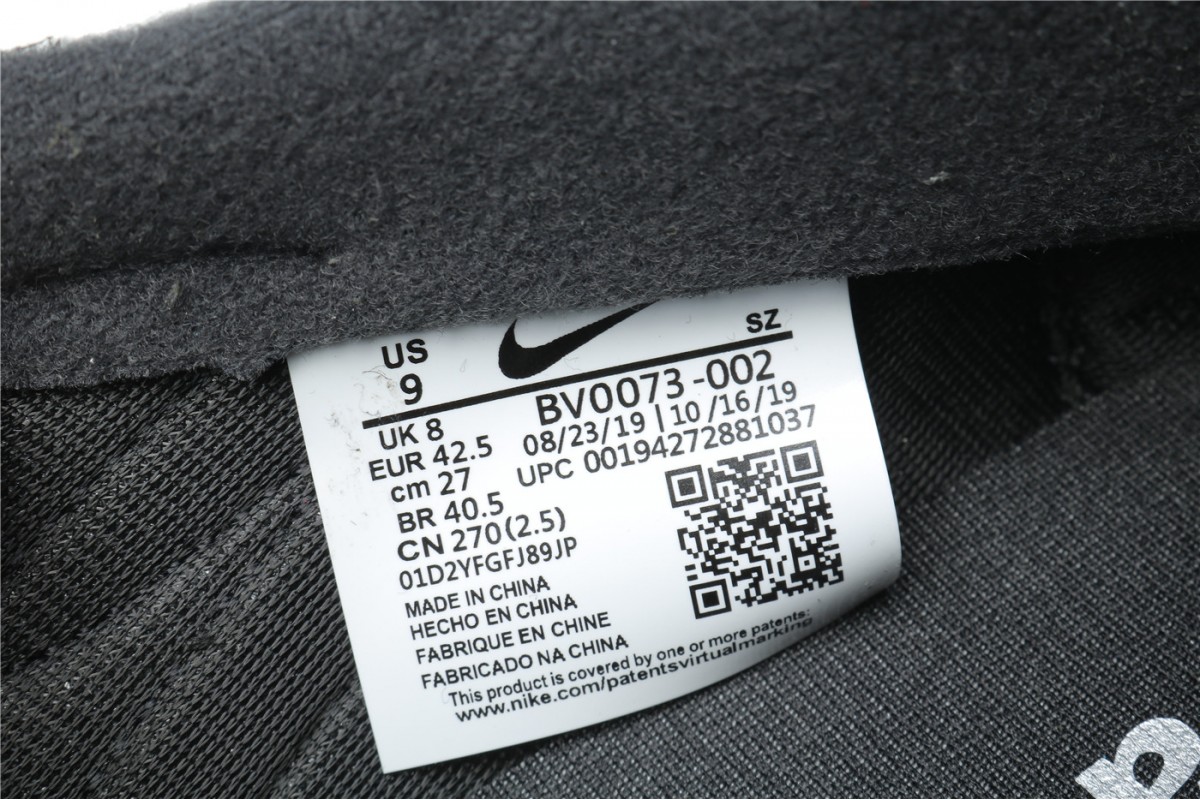 US
9
SZ
UK 8
EUR 42.5
cm 27
BR 40.5
CN 270(2.5)
01D2YFGFJ89JP
BV0073-002
08/23/19 | 10/16/19
UPC 00194272881037
MADE IN CHINA
HECHO EN CHINA
FABRIQUE EN CHINE
FABRICADO NA CHINA
This product is covered by one or more patents:
www.nike.com/patentsvirtualmarking